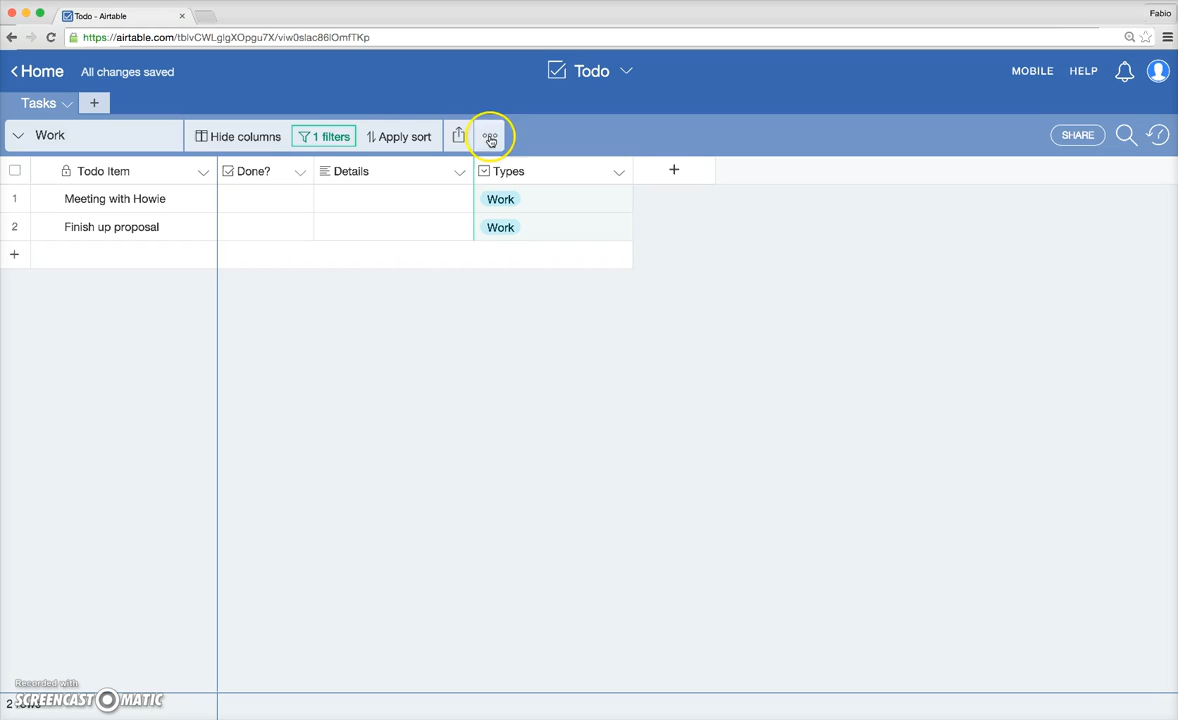 Todo - Airtable
Fabio
https://airtable.com/tblvCWLglgXOpgu7X/viw0slac86lOmfTKp
Home All changes saved Todo MOBILE HELP
Tasks
Work Hide columns 1 filters Apply sort SHARE
Todo Item Done? Details Types
1 Meeting with Howie Work
2 Finish up proposal Work
Recorded with
SCREENCAST MATIC
2 rows